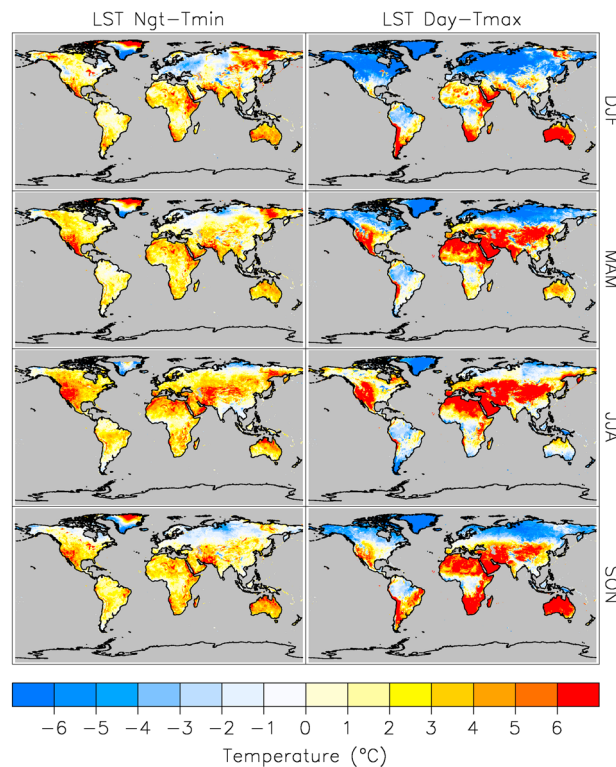 LST Ngt-Tmin LST Day-Tmax
DJF
MAM
JJA
SON
-6 -5 -4 -3 -2 -1 0 1 2 3 4 5 6
Temperature (°C)